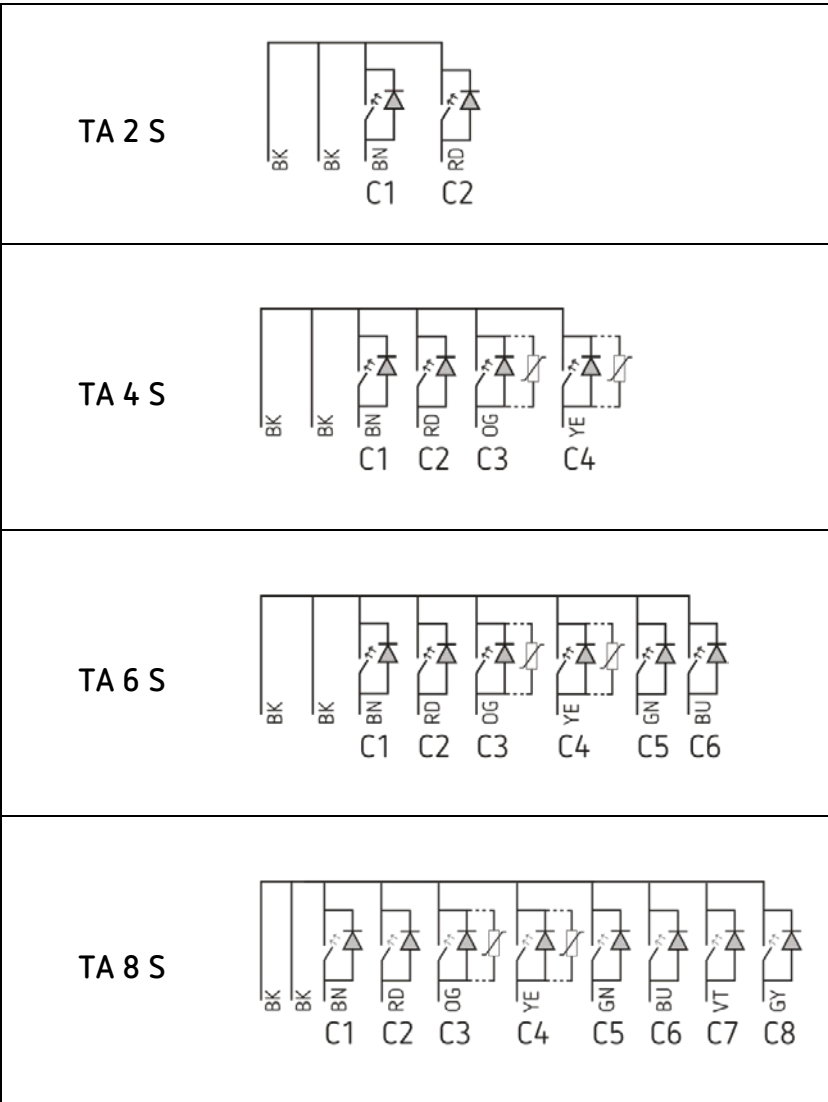 TA 2 S
BK BK BN RD
C1 C2
TA 4 S
BK BK BN RD OG YE
C1 C2 C3 C4
TA 6 S
BK BK BN RD OG YE GN BU
C1 C2 C3 C4 C5 C6
TA 8 S
BK BK BN RD OG YE GN BU VT GY
C1 C2 C3 C4 C5 C6 C7 C8